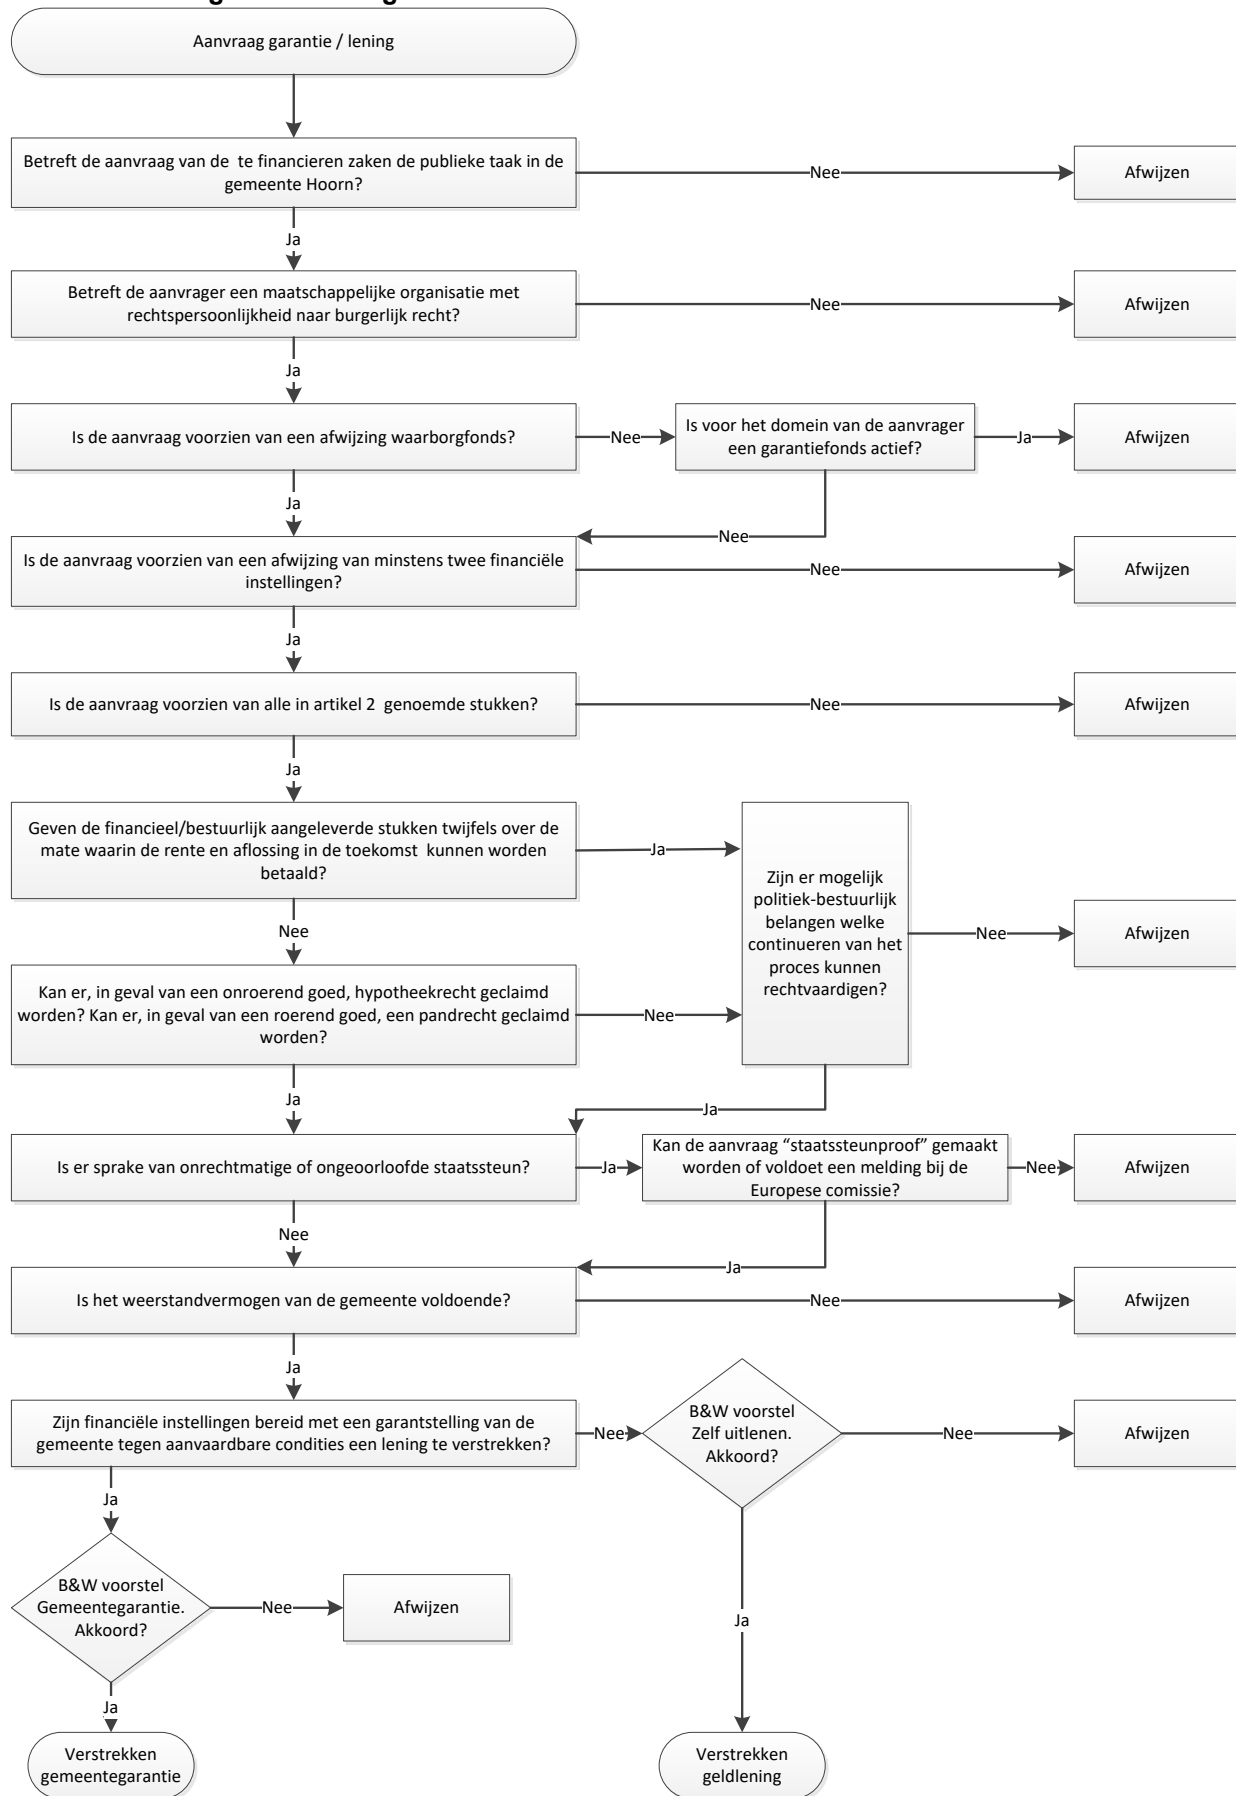 Aanvraag garantie / lening
Betreft de aanvraag van de  te financieren zaken de publieke taak in de
gemeente Hoorn?
Nee
Afwijzen
Ja
Betreft de aanvrager een maatschappelijke organisatie met
rechtspersoonlijkheid naar burgerlijk recht?
Nee
Afwijzen
Ja
Is de aanvraag voorzien van een afwijzing waarborgfonds?
Nee
Is voor het domein van de aanvrager
een garantiefonds actief?
Ja
Afwijzen
Ja
Nee
Is de aanvraag voorzien van een afwijzing van minstens twee financiële
instellingen?
Nee
Afwijzen
Ja
Is de aanvraag voorzien van alle in artikel 2  genoemde stukken?
Nee
Afwijzen
Ja
Geven de financieel/bestuurlijk aangeleverde stukken twijfels over de
mate waarin de rente en aflossing in de toekomst  kunnen worden
betaald?
Ja
Zijn er mogelijk
politiek-bestuurlijk
belangen welke
continueren van het
proces kunnen
rechtvaardigen?
Nee
Afwijzen
Nee
Kan er, in geval van een onroerend goed, hypotheekrecht geclaimd
worden? Kan er, in geval van een roerend goed, een pandrecht geclaimd
worden?
Nee
Ja
Ja
Is er sprake van onrechtmatige of ongeoorloofde staatssteun?
Ja
Kan de aanvraag “staatssteunproof” gemaakt
worden of voldoet een melding bij de
Europese comissie?
Nee
Afwijzen
Nee
Ja
Is het weerstandvermogen van de gemeente voldoende?
Nee
Afwijzen
Ja
Zijn financiële instellingen bereid met een garantstelling van de
gemeente tegen aanvaardbare condities een lening te verstrekken?
Nee
B&W voorstel
Zelf uitlenen.
Akkoord?
Nee
Afwijzen
Ja
B&W voorstel
Gemeentegarantie.
Akkoord?
Nee
Afwijzen
Ja
Ja
Verstrekken
gemeentegarantie
Verstrekken
geldlening